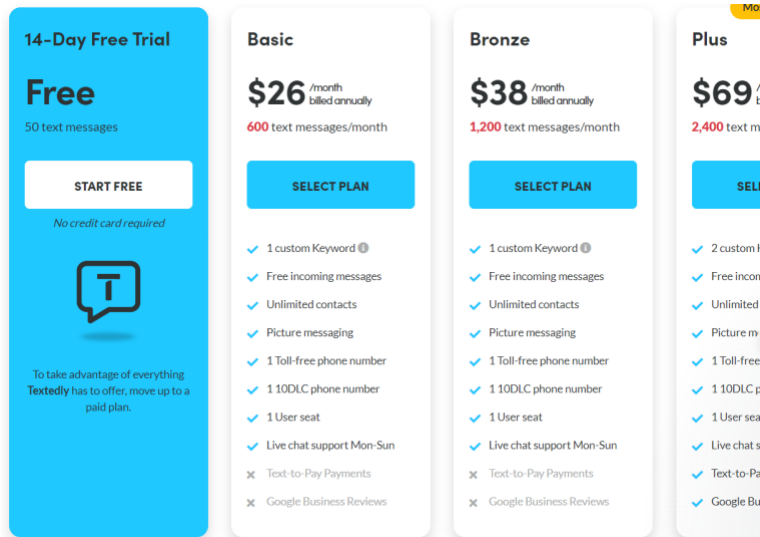 14-Day Free Trial
Free
50 text messages
START FREE
No credit card required
T
To take advantage of everything
Textedly has to offer, move up to a
paid plan.
Basic
$26 /month
billed annually
600 text messages/month
SELECT PLAN
1 custom Keyword
Free incoming messages
Unlimited contacts
Picture messaging
1 Toll-free phone number
1 10DLC phone number
1 User seat
Live chat support Mon-Sun
Text-to-Pay Payments
Google Business Reviews
Bronze
$38 /month
billed annually
1,200 text messages/month
SELECT PLAN
1 custom Keyword
Free incoming messages
Unlimited contacts
Picture messaging
1 Toll-free phone number
1 10DLC phone number
1 User seat
Live chat support Mon-Sun
Text-to-Pay Payments
Google Business Reviews
Plus
$69
2,400 text
SEL
2 custom
Free
Unlimited
Picture
1 Toll-free
1 10DLC
1 User
Live chat
Text-to-
Google